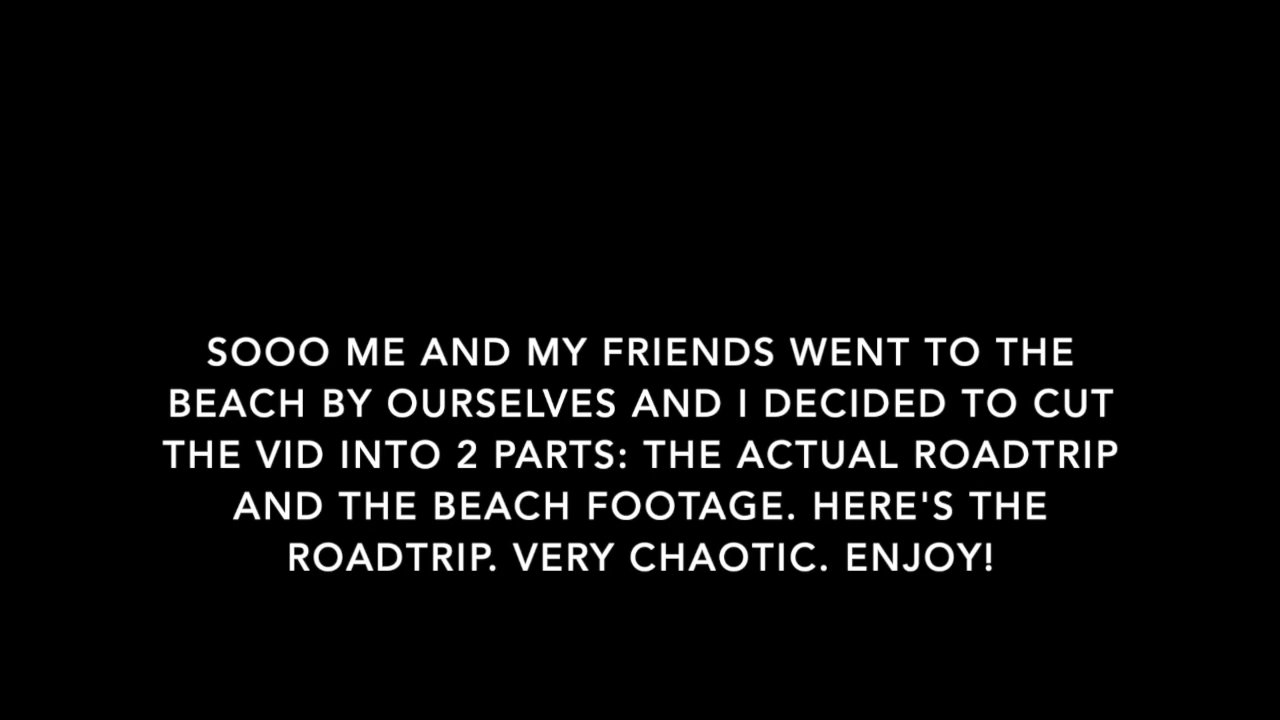 SOOO ME AND MY FRIENDS WENT TO THE
BEACH BY OURSELVES AND I DECIDED TO CUT
THE VID INTO 2 PARTS: THE ACTUAL ROADTRIP
AND THE BEACH FOOTAGE. HERE'S THE
ROADTRIP. VERY CHAOTIC. ENJOY!